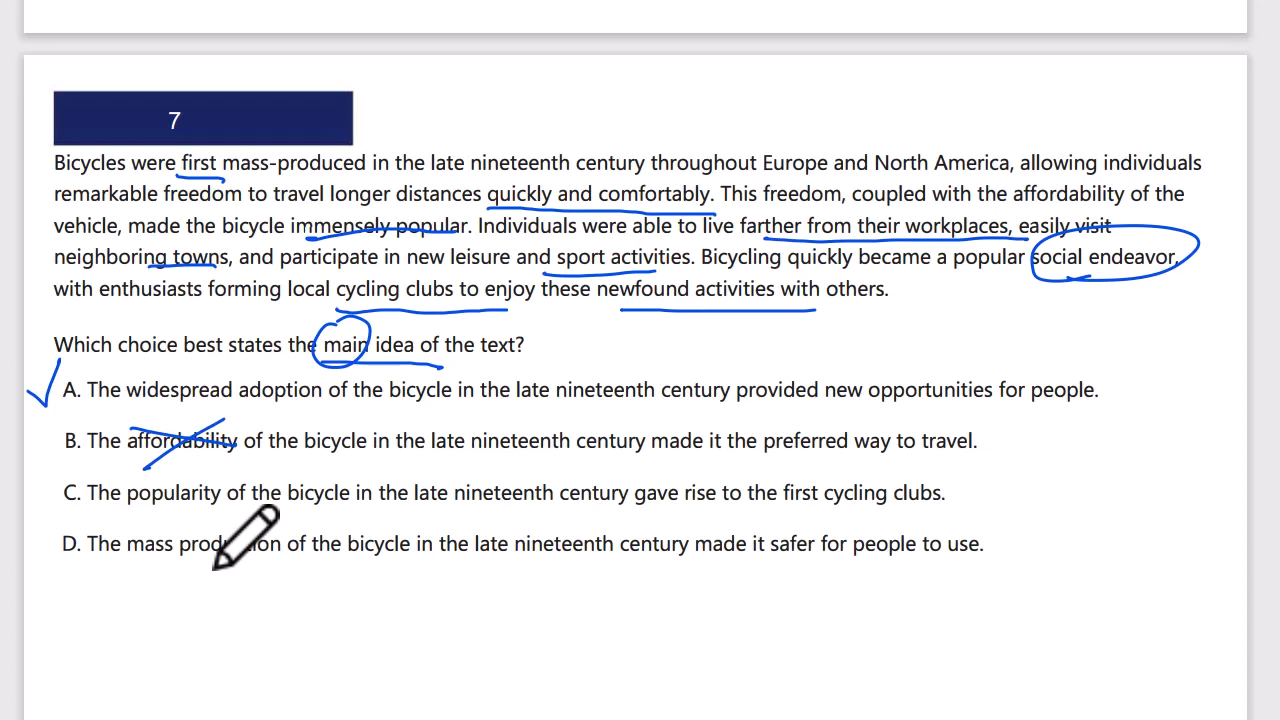 7
Bicycles were first mass-produced in the late nineteenth century throughout Europe and North America, allowing individuals
remarkable freedom to travel longer distances quickly and comfortably. This freedom, coupled with the affordability of the
vehicle, made the bicycle immensely popular. Individuals were able to live farther from their workplaces, easily visit
neighboring towns, and participate in new leisure and sport activities. Bicycling quickly became a popular social endeavor,
with enthusiasts forming local cycling clubs to enjoy these newfound activities with others.
Which choice best states the main idea of the text?
A. The widespread adoption of the bicycle in the late nineteenth century provided new opportunities for people.
B. The affordability of the bicycle in the late nineteenth century made it the preferred way to travel.
C. The popularity of the bicycle in the late nineteenth century gave rise to the first cycling clubs.
D. The mass production of the bicycle in the late nineteenth century made it safer for people to use.